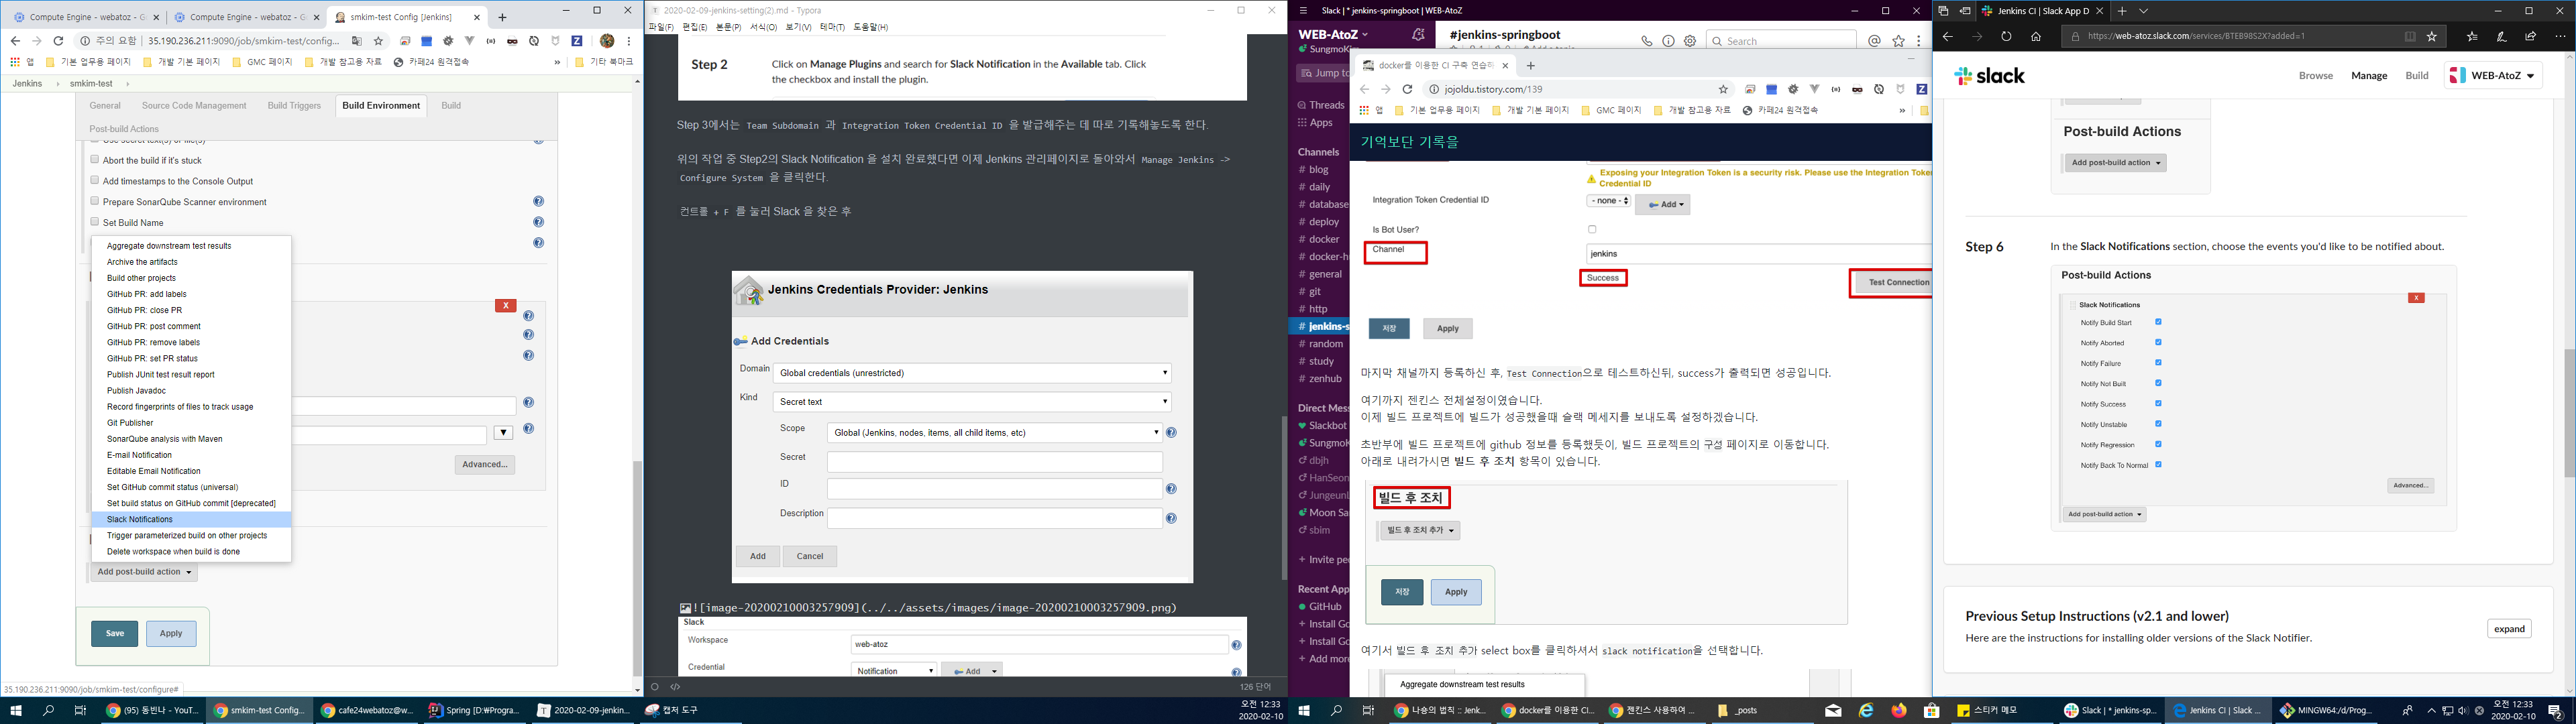 Compute Engine - webatoz - G
Compute Engine - webatoz - G
smkim-test Config [Jenkins]
주의 요함
35.190.236.211:9090/job/smkim-test/config...
앱
기본 업무용 페이지
개발 기본 페이지
GMC 페이지
개발 참고용 자료
카페24 원격접속
»
기타 북마크
Jenkins
smkim-test
General
Source Code Management
Build Triggers
Build Environment
Build
Post-build Actions
Use secret text(s) or file(s)
Abort the build if it's stuck
Add timestamps to the Console Output
Prepare SonarQube Scanner environment
Set Build Name
Aggregate downstream test results
Archive the artifacts
Build other projects
GitHub PR: add labels
GitHub PR: close PR
GitHub PR: post comment
GitHub PR: remove labels
GitHub PR: set PR status
Publish JUnit test result report
Publish Javadoc
Record fingerprints of files to track usage
Git Publisher
SonarQube analysis with Maven
E-mail Notification
Editable Email Notification
Set GitHub commit status (universal)
Set build status on GitHub commit [deprecated]
Slack Notifications
Trigger parameterized build on other projects
Delete workspace when build is done
X
Advanced...
Add post-build action
Save
Apply
35.190.236.211:9090/job/smkim-test/configure#
2020-02-09-jenkins-setting(2).md - Typora
파일(F) 편집(E) 본문(P) 서식(O) 보기(V) 테마(T) 도움말(H)
Step 2
Click on Manage Plugins and search for Slack Notification in the Available tab. Click
the checkbox and install the plugin.
Step 3에서는 Team Subdomain 과 Integration Token Credential ID 을 발급해주는 데 따로 기록해놓도록 한다.
위의 작업 중 Step2의 Slack Notification 을 설치 완료했다면 이제 Jenkins 관리페이지로 돌아와서 Manage Jenkins ->
Configure System 을 클릭한다.
컨트롤 + F 를 눌러 Slack 을 찾은 후
Jenkins Credentials Provider: Jenkins
Add Credentials
Domain
Global credentials (unrestricted)
Kind
Secret text
Scope
Global (Jenkins, nodes, items, all child items, etc)
Secret
ID
Description
Add
Cancel
![image-20200210003257909](../../assets/images/image-20200210003257909.png)
Slack
Workspace
web-atoz
Credential
Notification
Add
126 단어
Slack | * jenkins-springboot | WEB-AtoZ
WEB-AtoZ
SungmoKi
Jump to
Threads
Apps
Channels
# blog
# daily
# database
# deploy
# docker
# docker-h
# general
# git
# http
# jenkins-s
# random
# study
# zenhub
Direct Mess
Slackbot
SungmoK
dbjh
HanSeon
JungeunL
Moon Sa
sbim
+ Invite pe
Recent App
GitHub
+ Install Go
+ Install Go
+ Add more
#jenkins-springboot
Search
docker를 이용한 CI 구축 연습하
jojoldu.tistory.com/139
앱
기본 업무용 페이지
개발 기본 페이지
GMC 페이지
개발 참고용 자료
카페24 원격접속
»
기억보단 기록을
Exposing your Integration Token is a security risk. Please use the Integration Toke
Credential ID
Integration Token Credential ID
- none -
Add
Is Bot User?
Channel
jenkins
Success
Test Connection
저장
Apply
마지막 채널까지 등록하신 후, Test Connection으로 테스트하신뒤, success가 출력되면 성공입니다.
여기까지 젠킨스 전체설정이였습니다.
이제 빌드 프로젝트에 빌드가 성공했을때 슬랙 메세지를 보내도록 설정하겠습니다.
초반부에 빌드 프로젝트에 github 정보를 등록했듯이, 빌드 프로젝트의 구성 페이지로 이동합니다.
아래로 내려가시면 빌드 후 조치 항목이 있습니다.
빌드 후 조치
빌드 후 조치 추가
저장
Apply
여기서 빌드 후 조치 추가 select box를 클릭하셔서 slack notification을 선택합니다.
Aggregate downstream test results
Jenkins CI | Slack App D
https://web-atoz.slack.com/services/BTEB98S2X?added=1
slack
Browse
Manage
Build
WEB-AtoZ
Post-build Actions
Add post-build action
Step 6
In the Slack Notifications section, choose the events you'd like to be notified about.
Post-build Actions
X
Slack Notifications
Notify Build Start
Notify Aborted
Notify Failure
Notify Not Built
Notify Success
Notify Unstable
Notify Regression
Notify Back To Normal
Advanced...
Add post-build action
Previous Setup Instructions (v2.1 and lower)
Here are the instructions for installing older versions of the Slack Notifier.
expand
(95) 동빈나 - YouT...
smkim-test Config...
cafe24webatoz@w...
Spring [D:\Progra...
2020-02-09-jenkin...
캡처 도구
오전 12:33
2020-02-10
나승의 법칙 :: Jenk...
docker를 이용한 CI...
젠킨스 사용하여 ...
_posts
스티커 메모
Slack | * jenkins-sp...
Jenkins CI | Slack ...
MINGW64:/d/Prog...
오전 12:33
2020-02-10